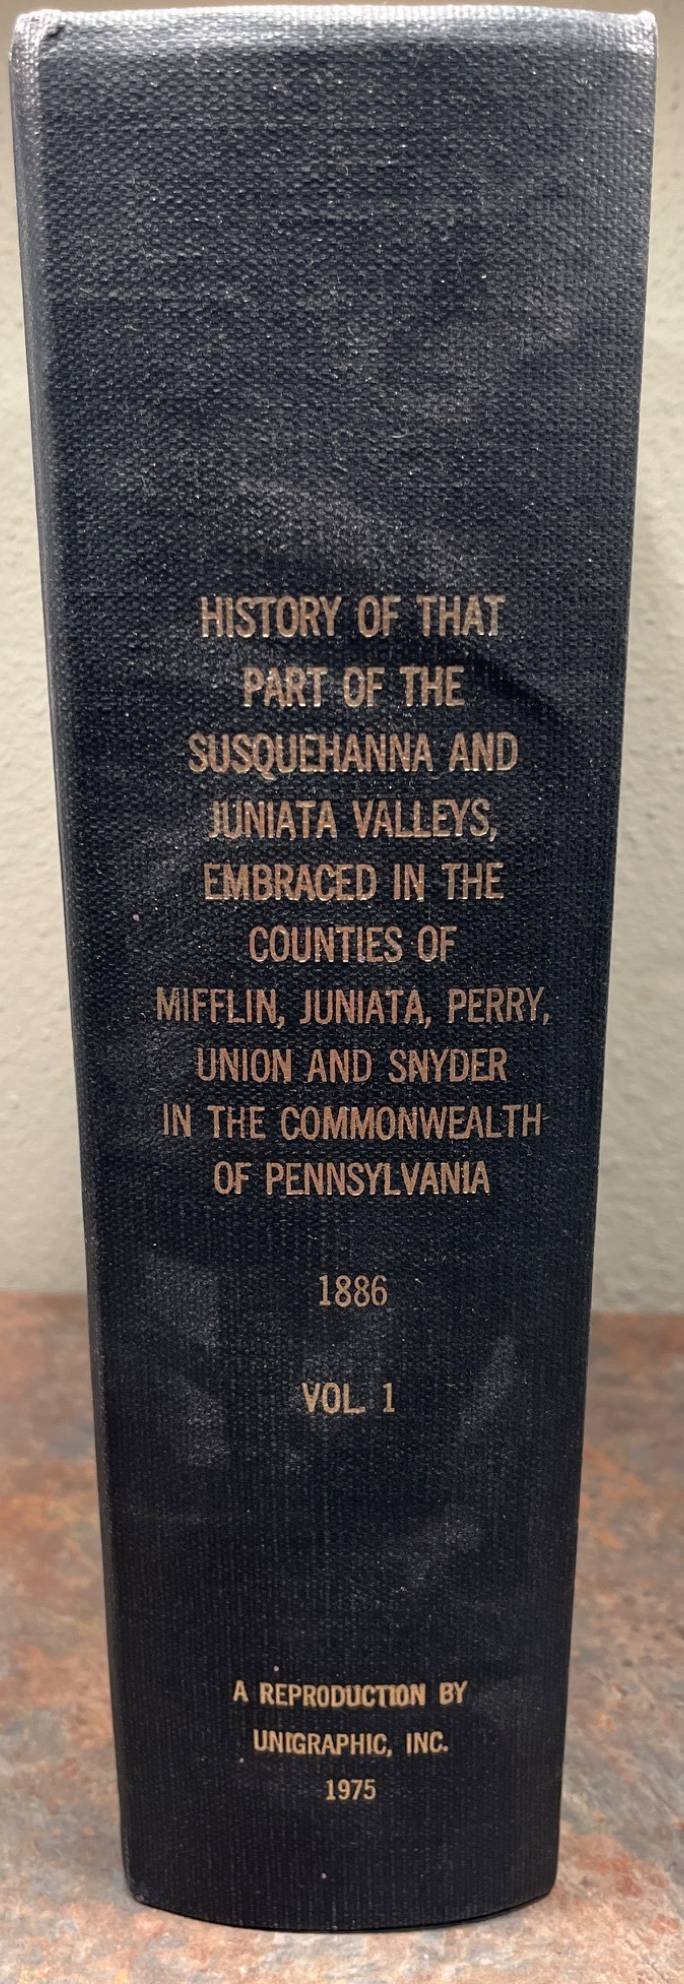 HISTORY OF THAT
PART OF THE
SUSQUEHANNA AND
JUNIATA VALLEYS,
EMBRACED IN THE
COUNTIES OF
MIFFLIN, JUNIATA, PERRY,
UNION AND SNYDER
IN THE COMMONWEALTH
OF PENNSYLVANIA
1886
VOL. 1
A REPRODUCTION BY
UNIGRAPHIC, INC.
1975